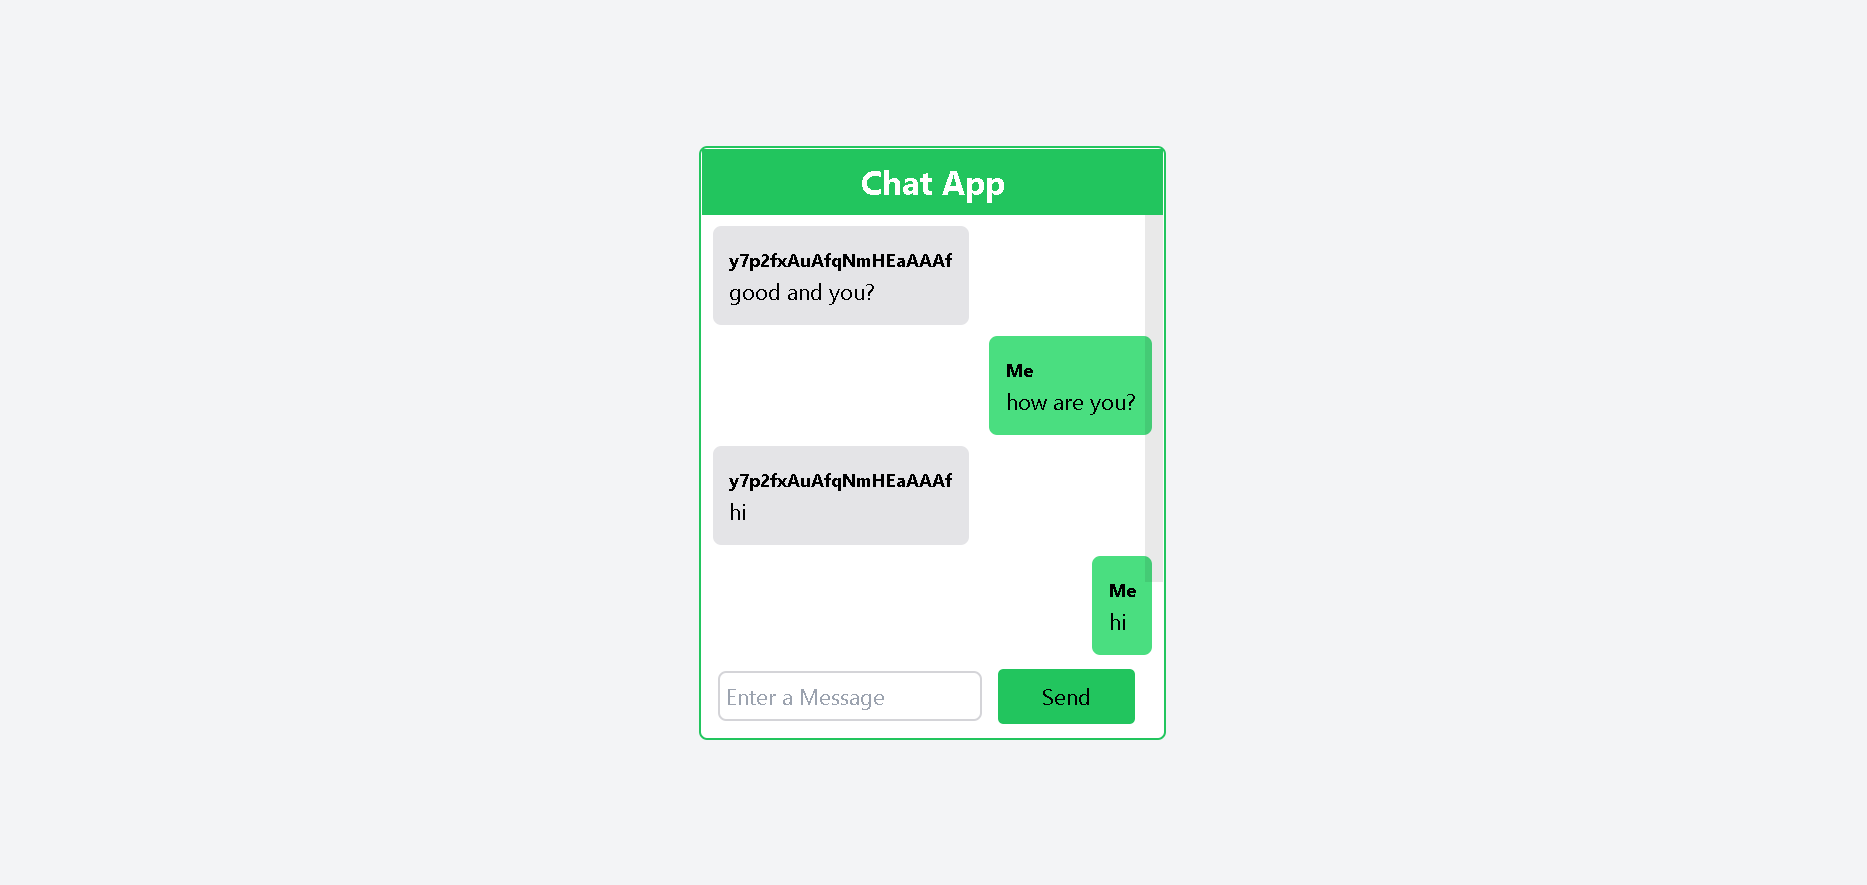 Chat App
y7p2fxAuAfqNmHEaAAAf
good and you?
Me
how are you?
y7p2fxAuAfqNmHEaAAAf
hi
Me
hi
Enter a Message
Send